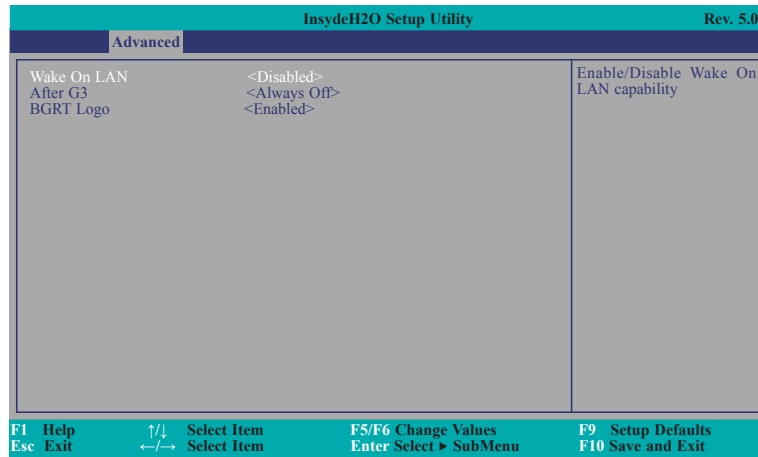 InsydeH2O Setup Utility Rev. 5.0
Advanced
Wake On LAN <Disabled>
After G3 <Always Off>
BGRT Logo <Enabled>
Enable/Disable Wake On
LAN capability
F1 Help ↑/↓ Select Item F5/F6 Change Values F9 Setup Defaults
Esc Exit ←/→ Select Item Enter Select ► SubMenu F10 Save and Exit